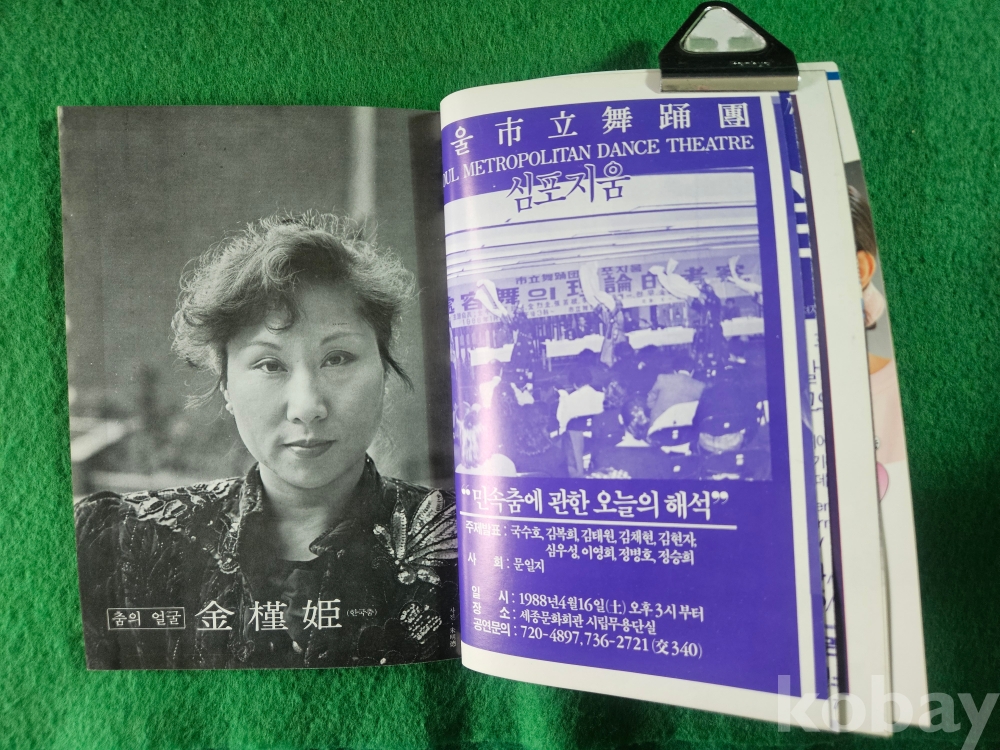 춤의 얼굴 金槿姬 (한국춤)
울市立舞踊團
UL METROPOLITAN DANCE THEATRE
심포지움
“민속춤에 관한 오늘의 해석”
주제발표 : 국수호, 김복희, 김태원, 김채현, 김현자,
심우성, 이영희, 정병호, 정승희
사 회 : 문일지
일 시 : 1988년4월16일(土) 오후3시부터
장 소 : 세종문화회관 시립무용단실
공연문의 : 720-4897, 736-2721 (交340)
kobay